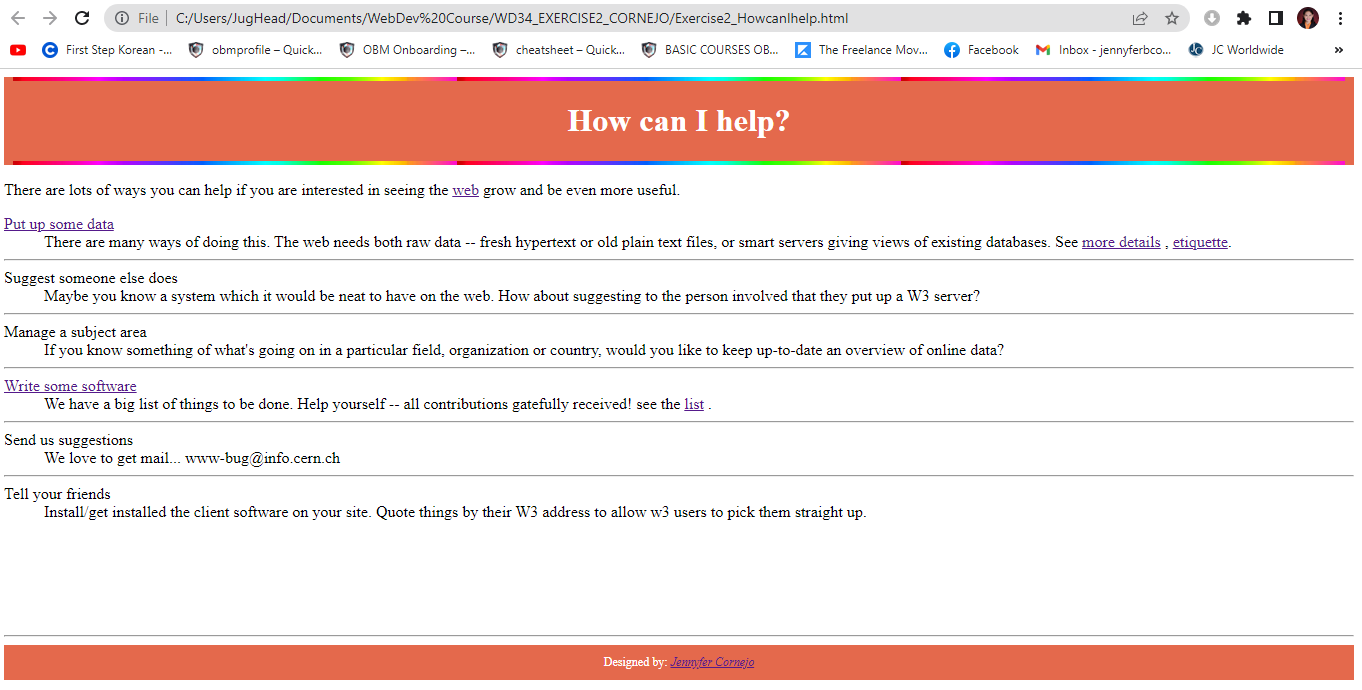 File | C:/Users/JugHead/Documents/WebDev%20Course/WD34_EXERCISE2_CORNEJO/Exercise2_HowcanIhelp.html
First Step Korean -... obmprofile – Quick... OBM Onboarding –... cheatsheet – Quick... BASIC COURSES OB... The Freelance Mov... Facebook Inbox - jennyferbco... JC Worldwide »
How can I help?
There are lots of ways you can help if you are interested in seeing the web grow and be even more useful.
Put up some data
There are many ways of doing this. The web needs both raw data -- fresh hypertext or old plain text files, or smart servers giving views of existing databases. See more details , etiquette.
Suggest someone else does
Maybe you know a system which it would be neat to have on the web. How about suggesting to the person involved that they put up a W3 server?
Manage a subject area
If you know something of what's going on in a particular field, organization or country, would you like to keep up-to-date an overview of online data?
Write some software
We have a big list of things to be done. Help yourself -- all contributions gatefully received! see the list .
Send us suggestions
We love to get mail... www-bug@info.cern.ch
Tell your friends
Install/get installed the client software on your site. Quote things by their W3 address to allow w3 users to pick them straight up.
Designed by: Jennyfer Cornejo